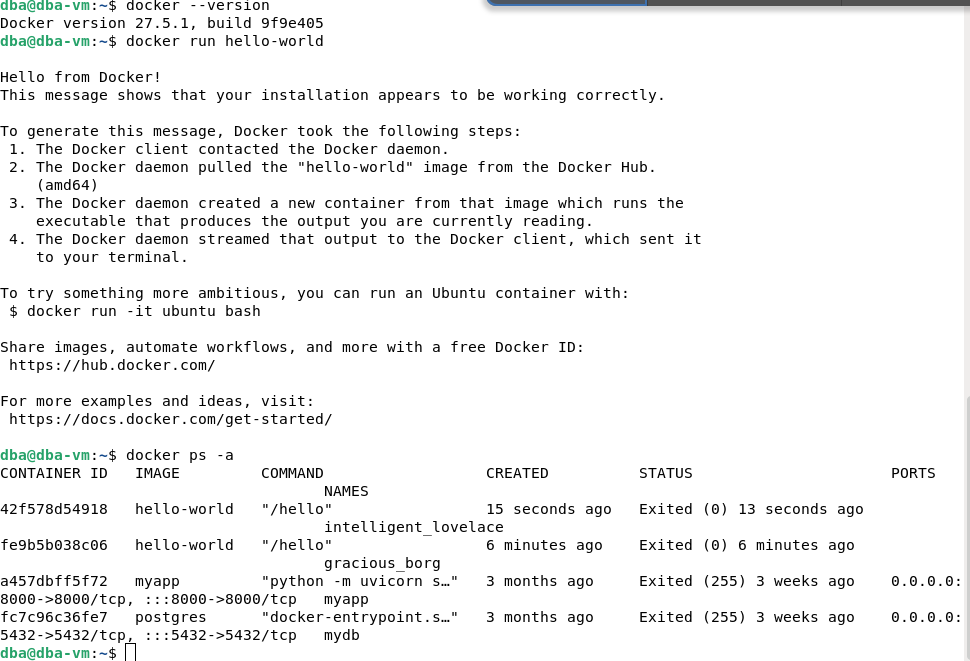 dba@dba-vm:~$ docker --version
Docker version 27.5.1, build 9f9e405
dba@dba-vm:~$ docker run hello-world
Hello from Docker!
This message shows that your installation appears to be working correctly.
To generate this message, Docker took the following steps:
1. The Docker client contacted the Docker daemon.
2. The Docker daemon pulled the "hello-world" image from the Docker Hub.
(amd64)
3. The Docker daemon created a new container from that image which runs the
executable that produces the output you are currently reading.
4. The Docker daemon streamed that output to the Docker client, which sent it
to your terminal.
To try something more ambitious, you can run an Ubuntu container with:
$ docker run -it ubuntu bash
Share images, automate workflows, and more with a free Docker ID:
https://hub.docker.com/
For more examples and ideas, visit:
https://docs.docker.com/get-started/
dba@dba-vm:~$ docker ps -a
CONTAINER ID   IMAGE         COMMAND                  CREATED          STATUS                      PORTS
NAMES
42f578d54918   hello-world   "/hello"                 15 seconds ago   Exited (0) 13 seconds ago
intelligent_lovelace
fe9b5b038c06   hello-world   "/hello"                 6 minutes ago    Exited (0) 6 minutes ago
gracious_borg
a457dbff5f72   myapp         "python -m uvicorn s…"   3 months ago     Exited (255) 3 weeks ago    0.0.0.0:
8000->8000/tcp, :::8000->8000/tcp   myapp
fc7c96c36fe7   postgres      "docker-entrypoint.s…"   3 months ago     Exited (255) 3 weeks ago    0.0.0.0:
5432->5432/tcp, :::5432->5432/tcp   mydb
dba@dba-vm:~$